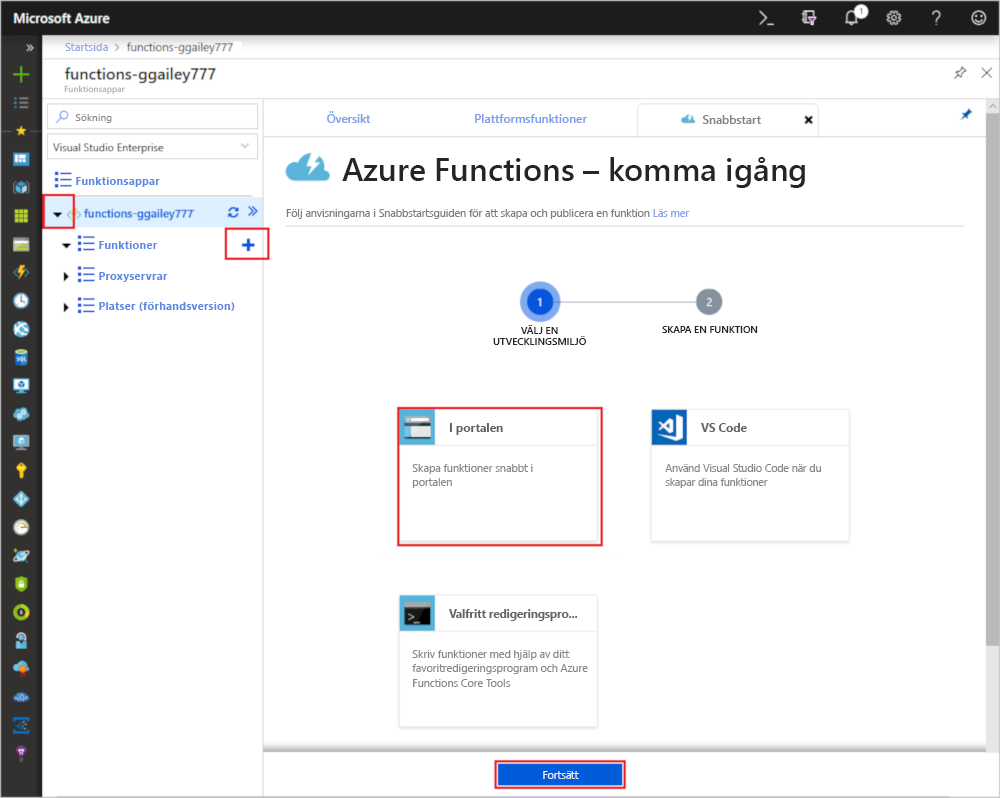 Microsoft Azure
1
Startsida > functions-ggailey777
functions-ggailey777
Funktionsappar
Sökning
Visual Studio Enterprise
Funktionsappar
functions-ggailey777
Funktioner
Proxyservrar
Platser (förhandsversion)
Översikt
Plattformsfunktioner
Snabbstart
Azure Functions – komma igång
Följ anvisningarna i Snabbstartsguiden för att skapa och publicera en funktion Läs mer
1
VÄLJ EN
UTVECKLINGSMILJÖ
2
SKAPA EN FUNKTION
I portalen
Skapa funktioner snabbt i
portalen
VS Code
Använd Visual Studio Code när du
skapar dina funktioner
Valfritt redigeringspro...
Skriv funktioner med hjälp av ditt
favoritredigeringsprogram och Azure
Functions Core Tools
Fortsätt